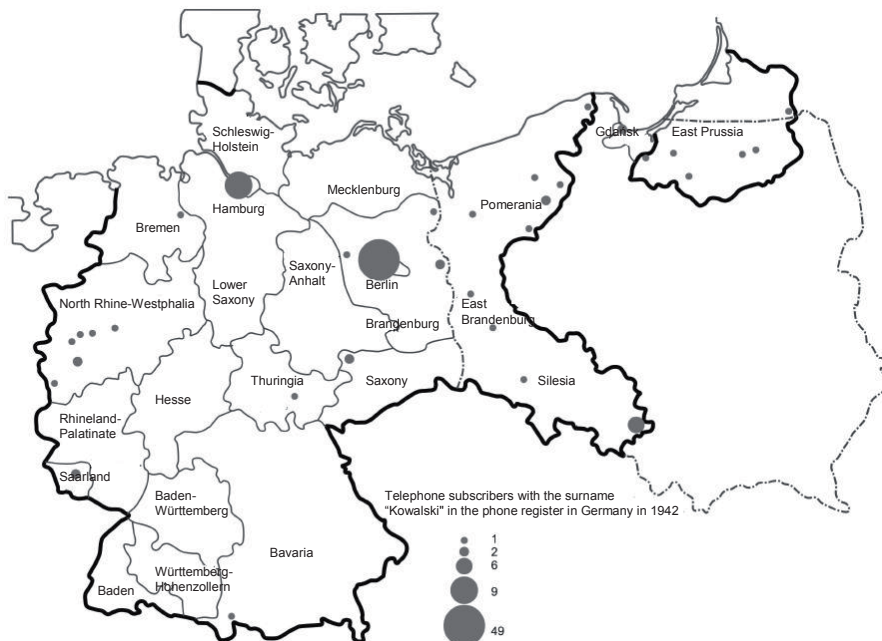 Schleswig-
Holstein
Gdańsk
East Prussia
Mecklenburg
Hamburg
Pomerania
Bremen
Saxony-
Anhalt
Lower
Saxony
Berlin
North Rhine-Westphalia
East
Brandenburg
Brandenburg
Thuringia
Saxony
Silesia
Hesse
Rhineland-
Palatinate
Saarland
Baden-
Württemberg
Bavaria
Württemberg-
Hohenzollern
Baden
Telephone subscribers with the surname
“Kowalski" in the phone register in Germany in 1942
1
2
6
9
49